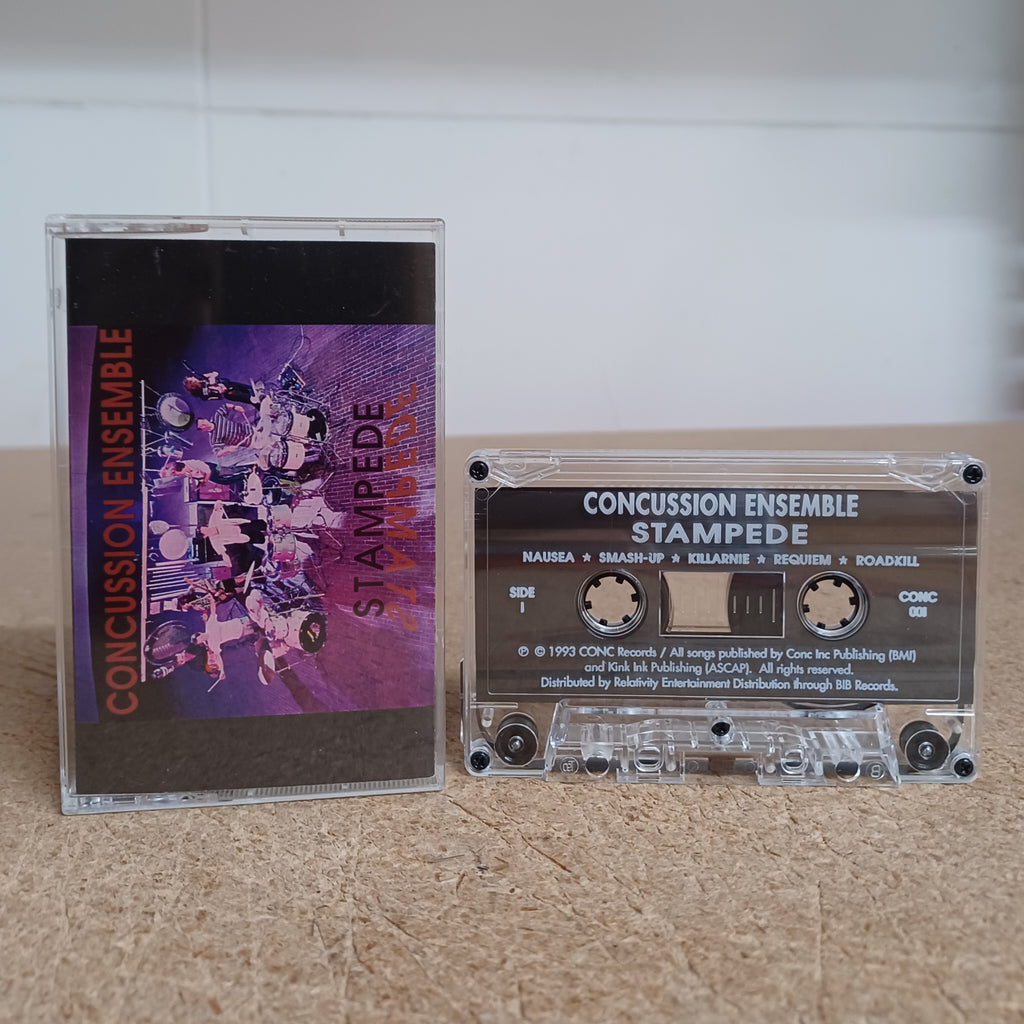 CONCUSSION ENSEMBLE
STAMPEDE
STAMPEDE
CONCUSSION ENSEMBLE
STAMPEDE
NAUSEA ★ SMASH-UP ★ KILLARNIE ★ REQUIEM ★ ROADKILL
SIDE
1
CONC
001
℗ © 1993 CONC Records / All songs published by Conc Inc Publishing (BMI)
and Kink Ink Publishing (ASCAP). All rights reserved.
Distributed by Relativity Entertainment Distribution through BIB Records.